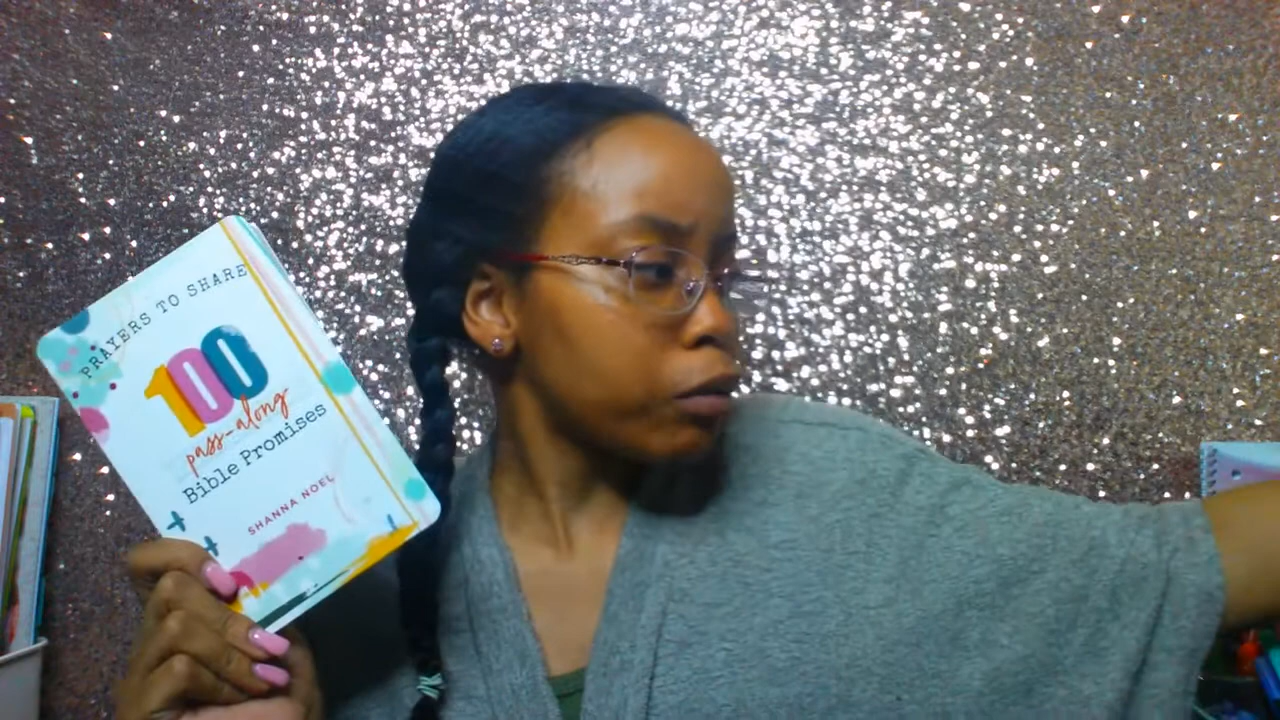 PRAYERS TO SHARE
100
pass-along
Bible Promises
SHANNA NOEL